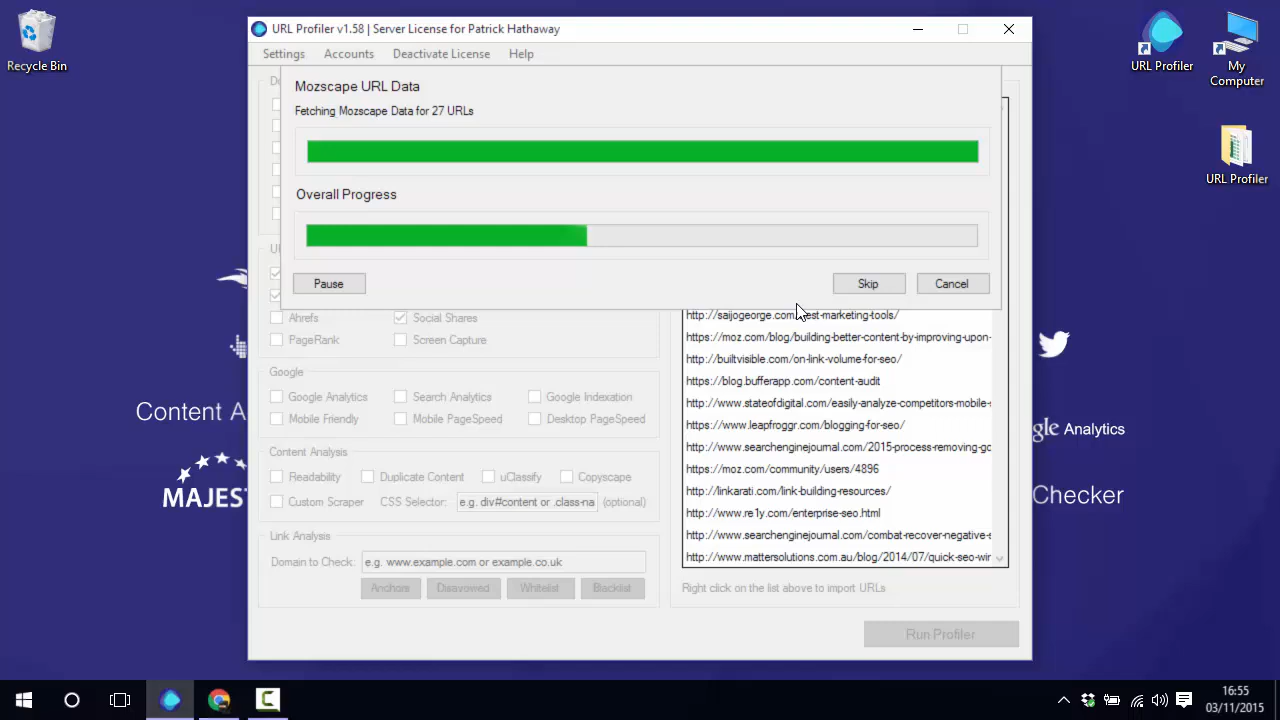 Recycle Bin
URL Profiler
My
Computer
URL Profiler
URL Profiler v1.58 | Server License for Patrick Hathaway
Settings Accounts Deactivate License Help
Mozscape URL Data
Fetching Mozscape Data for 27 URLs
Overall Progress
Pause Skip Cancel
Ahrefs Social Shares
PageRank Screen Capture
Google
Google Analytics Search Analytics Google Indexation
Mobile Friendly Mobile PageSpeed Desktop PageSpeed
Content Analysis
Readability Duplicate Content uClassify Copyscape
Custom Scraper CSS Selector: e.g. div#content or .class-na (optional)
Link Analysis
Domain to Check: e.g. www.example.com or example.co.uk
Anchors Disavowed Whitelist Blacklist
http://saijogeorge.com/ est-marketing-tools/
https://moz.com/blog/building-better-content-by-improving-upon-
http://builtvisible.com/on-link-volume-for-seo/
https://blog.bufferapp.com/content-audit
http://www.stateofdigital.com/easily-analyze-competitors-mobile-s
https://www.leapfroggr.com/blogging-for-seo/
http://www.searchenginejournal.com/2015-process-removing-go
https://moz.com/community/users/4896
http://linkarati.com/link-building-resources/
http://www.re1y.com/enterprise-seo.html
http://www.searchenginejournal.com/combat-recover-negative-s
http://www.mattersolutions.com.au/blog/2014/07/quick-seo-wir
Right click on the list above to import URLs
Run Profiler
Content A
MAJEST
gle Analytics
Checker
16:55
03/11/2015